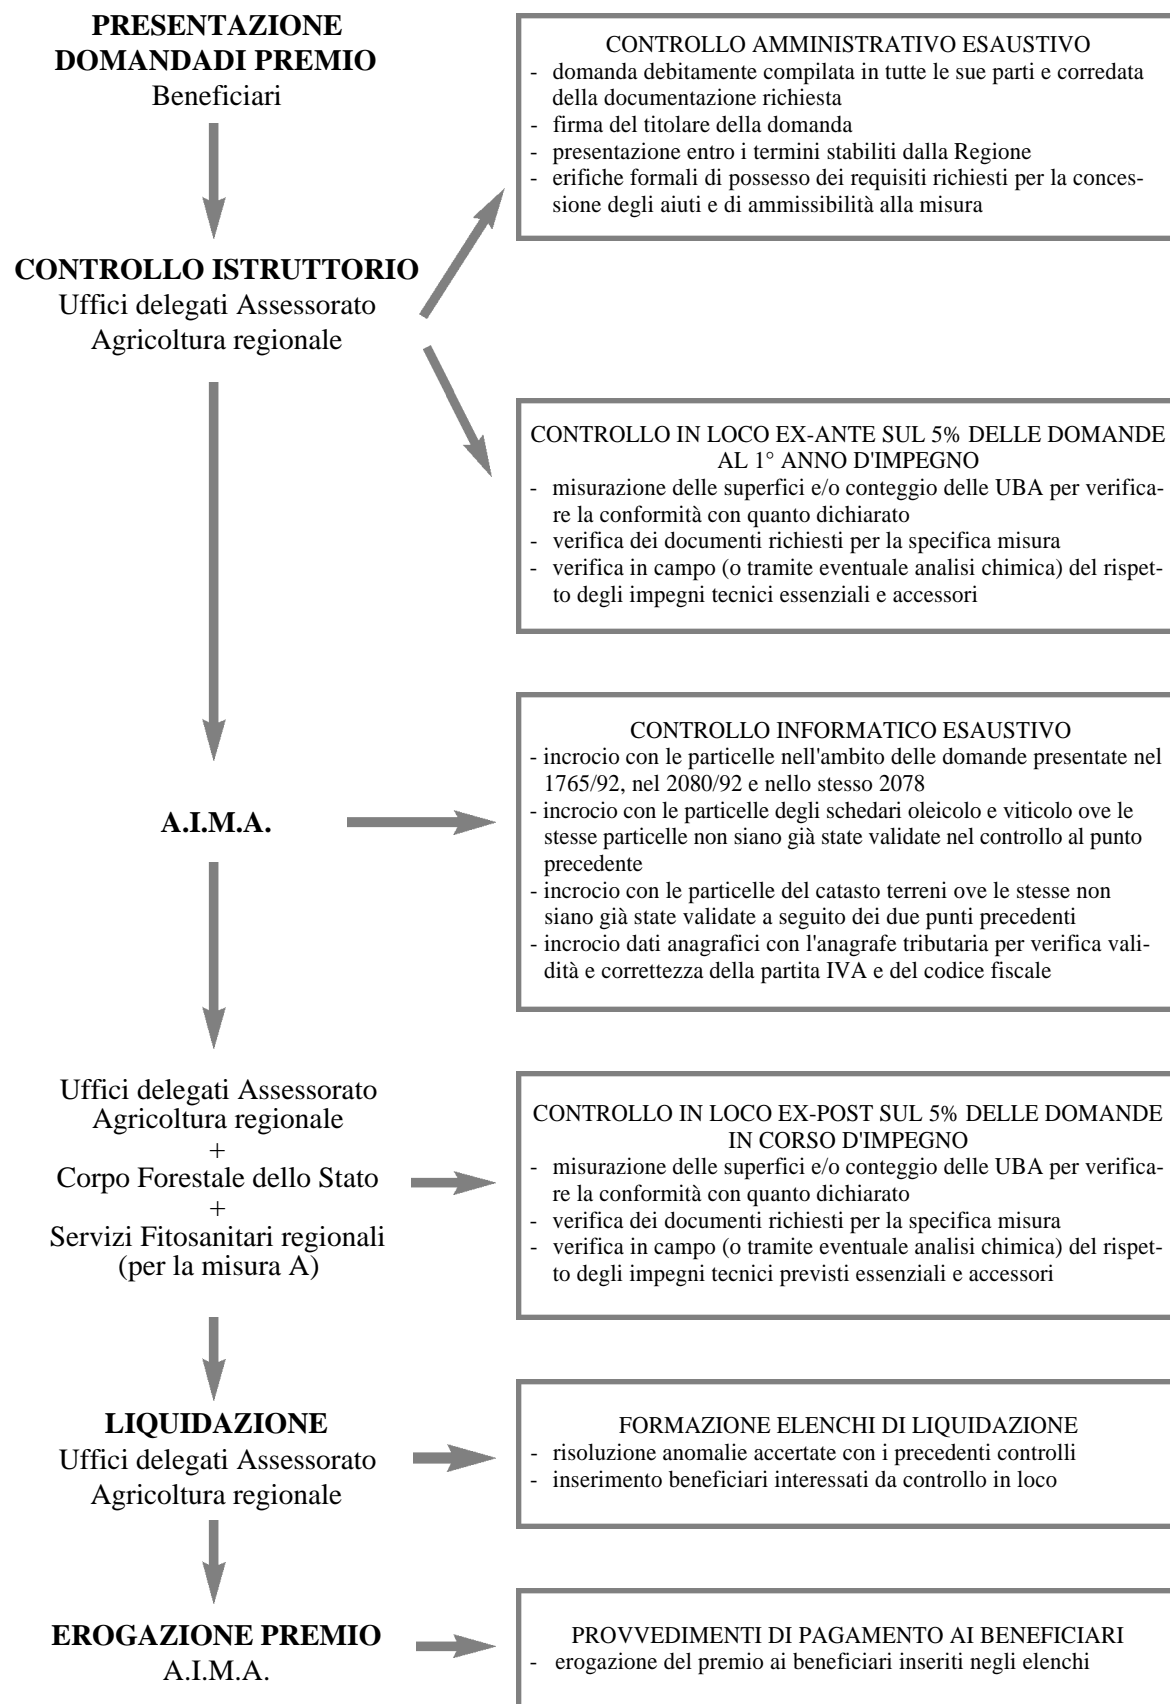 PRESENTAZIONE
DOMANDADI PREMIO
Beneficiari
CONTROLLO AMMINISTRATIVO ESAUSTIVO
- domanda debitamente compilata in tutte le sue parti e corredata
della documentazione richiesta
- firma del titolare della domanda
- presentazione entro i termini stabiliti dalla Regione
- erifiche formali di possesso dei requisiti richiesti per la conces-
sione degli aiuti e di ammissibilità alla misura
CONTROLLO ISTRUTTORIO
Uffici delegati Assessorato
Agricoltura regionale
CONTROLLO IN LOCO EX-ANTE SUL 5% DELLE DOMANDE
AL 1° ANNO D'IMPEGNO
- misurazione delle superfici e/o conteggio delle UBA per verifica-
re la conformità con quanto dichiarato
- verifica dei documenti richiesti per la specifica misura
- verifica in campo (o tramite eventuale analisi chimica) del rispet-
to degli impegni tecnici essenziali e accessori
A.I.M.A.
CONTROLLO INFORMATICO ESAUSTIVO
- incrocio con le particelle nell'ambito delle domande presentate nel
1765/92, nel 2080/92 e nello stesso 2078
- incrocio con le particelle degli schedari oleicolo e viticolo ove le
stesse particelle non siano già state validate nel controllo al punto
precedente
- incrocio con le particelle del catasto terreni ove le stesse non
siano già state validate a seguito dei due punti precedenti
- incrocio dati anagrafici con l'anagrafe tributaria per verifica vali-
dità e correttezza della partita IVA e del codice fiscale
Uffici delegati Assessorato
Agricoltura regionale
+
Corpo Forestale dello Stato
+
Servizi Fitosanitari regionali
(per la misura A)
CONTROLLO IN LOCO EX-POST SUL 5% DELLE DOMANDE
IN CORSO D'IMPEGNO
- misurazione delle superfici e/o conteggio delle UBA per verifica-
re la conformità con quanto dichiarato
- verifica dei documenti richiesti per la specifica misura
- verifica in campo (o tramite eventuale analisi chimica) del rispet-
to degli impegni tecnici previsti essenziali e accessori
LIQUIDAZIONE
Uffici delegati Assessorato
Agricoltura regionale
FORMAZIONE ELENCHI DI LIQUIDAZIONE
- risoluzione anomalie accertate con i precedenti controlli
- inserimento beneficiari interessati da controllo in loco
EROGAZIONE PREMIO
A.I.M.A.
PROVVEDIMENTI DI PAGAMENTO AI BENEFICIARI
- erogazione del premio ai beneficiari inseriti negli elenchi